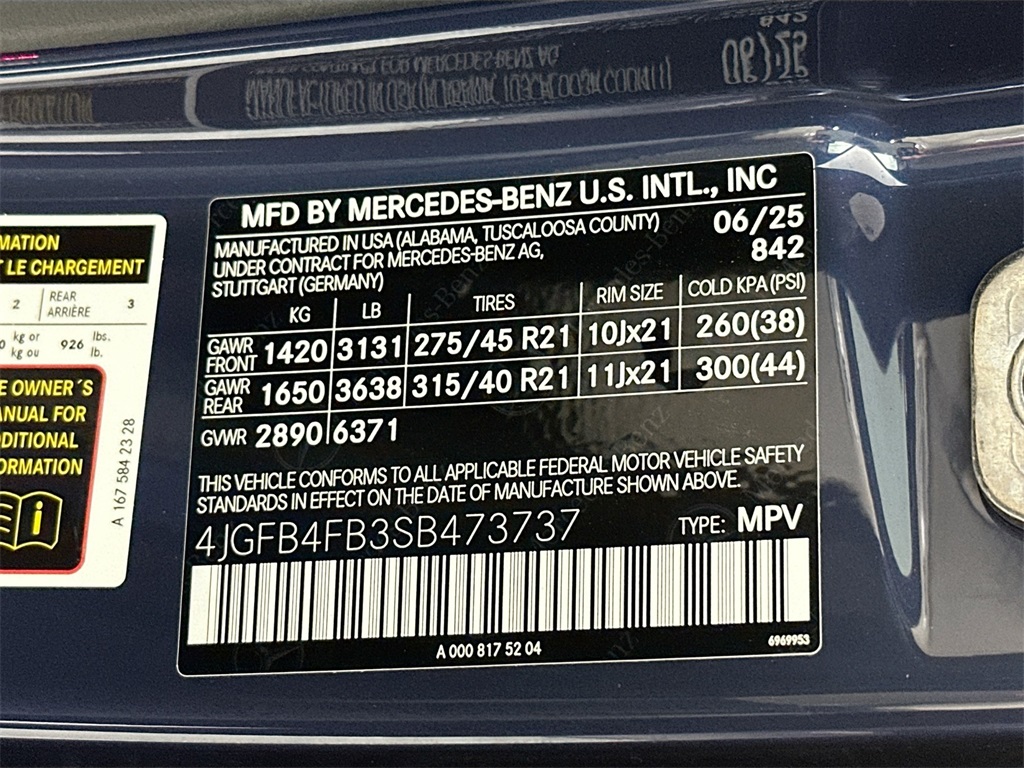 MATION
T LE CHARGEMENT
2 REAR ARRIÈRE 3
kg or 926 lbs.
kg ou lb.
E OWNER´S
ANUAL FOR
DDITIONAL
FORMATION
A 167 584 23 28
MFD BY MERCEDES-BENZ U.S. INTL., INC
MANUFACTURED IN USA (ALABAMA, TUSCALOOSA COUNTY) 06/25
UNDER CONTRACT FOR MERCEDES-BENZ AG, 842
STUTTGART (GERMANY)
KG LB TIRES RIM SIZE COLD KPA (PSI)
GAWR FRONT 1420 3131 275/45 R21 10Jx21 260(38)
GAWR REAR 1650 3638 315/40 R21 11Jx21 300(44)
GVWR 2890 6371
THIS VEHICLE CONFORMS TO ALL APPLICABLE FEDERAL MOTOR VEHICLE SAFETY
STANDARDS IN EFFECT ON THE DATE OF MANUFACTURE SHOWN ABOVE.
4JGFB4FB3SB473737 TYPE: MPV
A 000 817 52 04
6969953